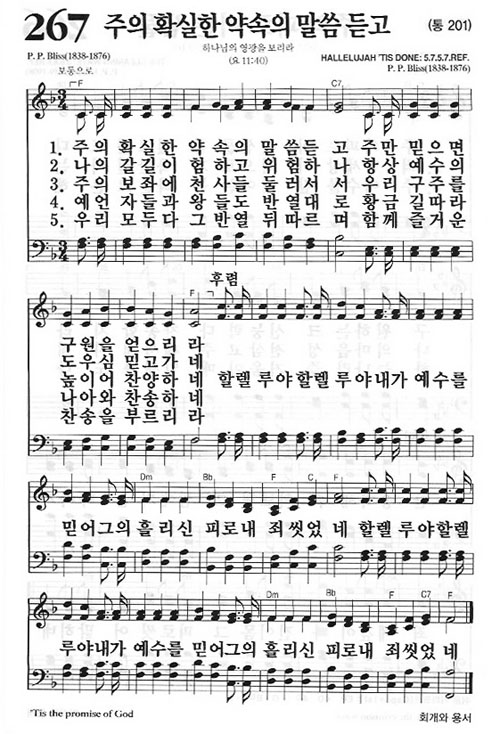 267 주의 확실한 약속의 말씀 듣고 (통 201)
하나님의 영광을 보리라
(요 11:40)
P. P. Bliss(1838-1876)
HALLELUJAH 'TIS DONE: 5.7.5.7.REF.
P. P. Bliss(1838-1876)
보통으로
F C7
1. 주의 확실한 약속의 말씀듣고 주만 믿으면
2. 나의 갈길이 험하고 위험하나 항상 예수의
3. 주의 보좌에 천사들 둘러서서 우리 구주를
4. 예언자들과 왕들도 반열대로 황금 길따라
5. 우리 모두다 그반열 뒤따르며 함께 즐거운
후렴
F
구원을 얻으리라
도우심 믿고가네
높이어 찬양하네 할렐루야할렐루야내가 예수를
나아와 찬송하네
찬송을 부르리라
Dm Bb F C F
믿어그의 흘리신 피로내 죄씻었네 할렐루야할렐
Dm Bb F C7 F
루야내가 예수를 믿어그의 흘리신 피로내 죄씻었네
'Tis the promise of God
회개와 용서